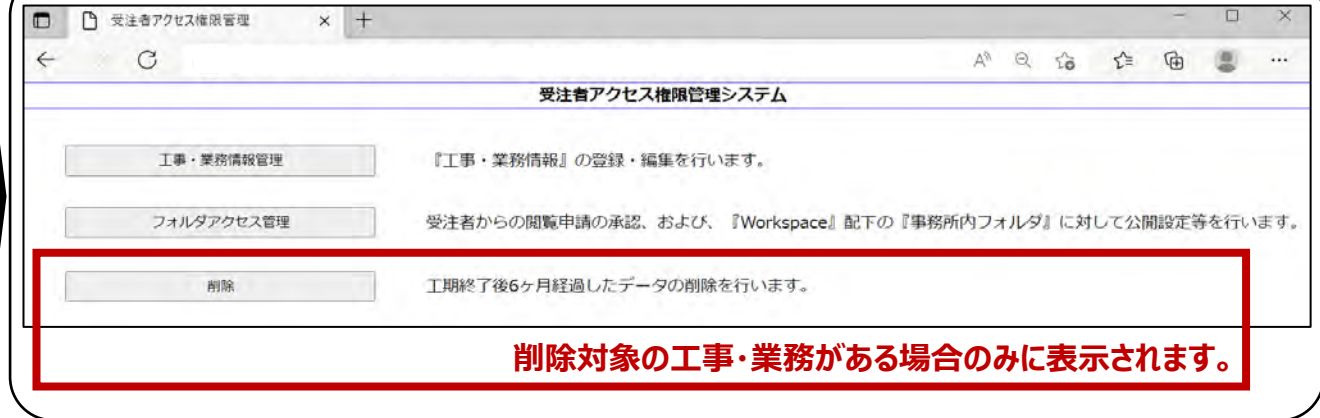 受注者アクセス権限管理
受注者アクセス権限管理システム
工事・業務情報管理
『工事・業務情報』の登録・編集を行います。
フォルダアクセス管理
受注者からの閲覧申請の承認、および、『Workspace』配下の『事務所内フォルダ』に対して公開設定等を行います。
削除
工期終了後6ヶ月経過したデータの削除を行います。
削除対象の工事・業務がある場合のみに表示されます。